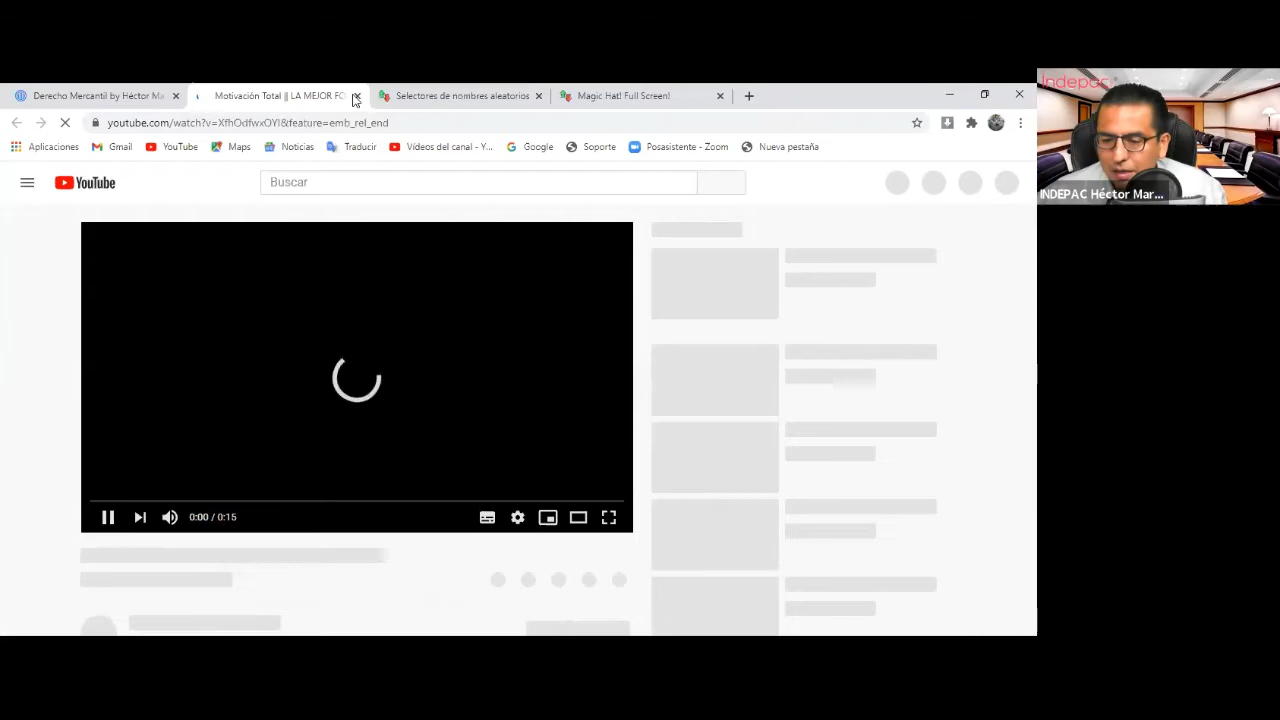 Derecho Mercantil by Héctor Ma
Motivación Total || LA MEJOR FO
Selectores de nombres aleatorios
Magic Hat! Full Screen!
youtube.com/watch?v=XfhOdfwxOYI&feature=emb_rel_end
Aplicaciones
Gmail
YouTube
Maps
Noticias
Traducir
Vídeos del canal - Y...
Google
Soporte
Posasistente - Zoom
Nueva pestaña
YouTube
Buscar
0:00 / 0:15
Indepac
INDEPAC Héctor Mar...